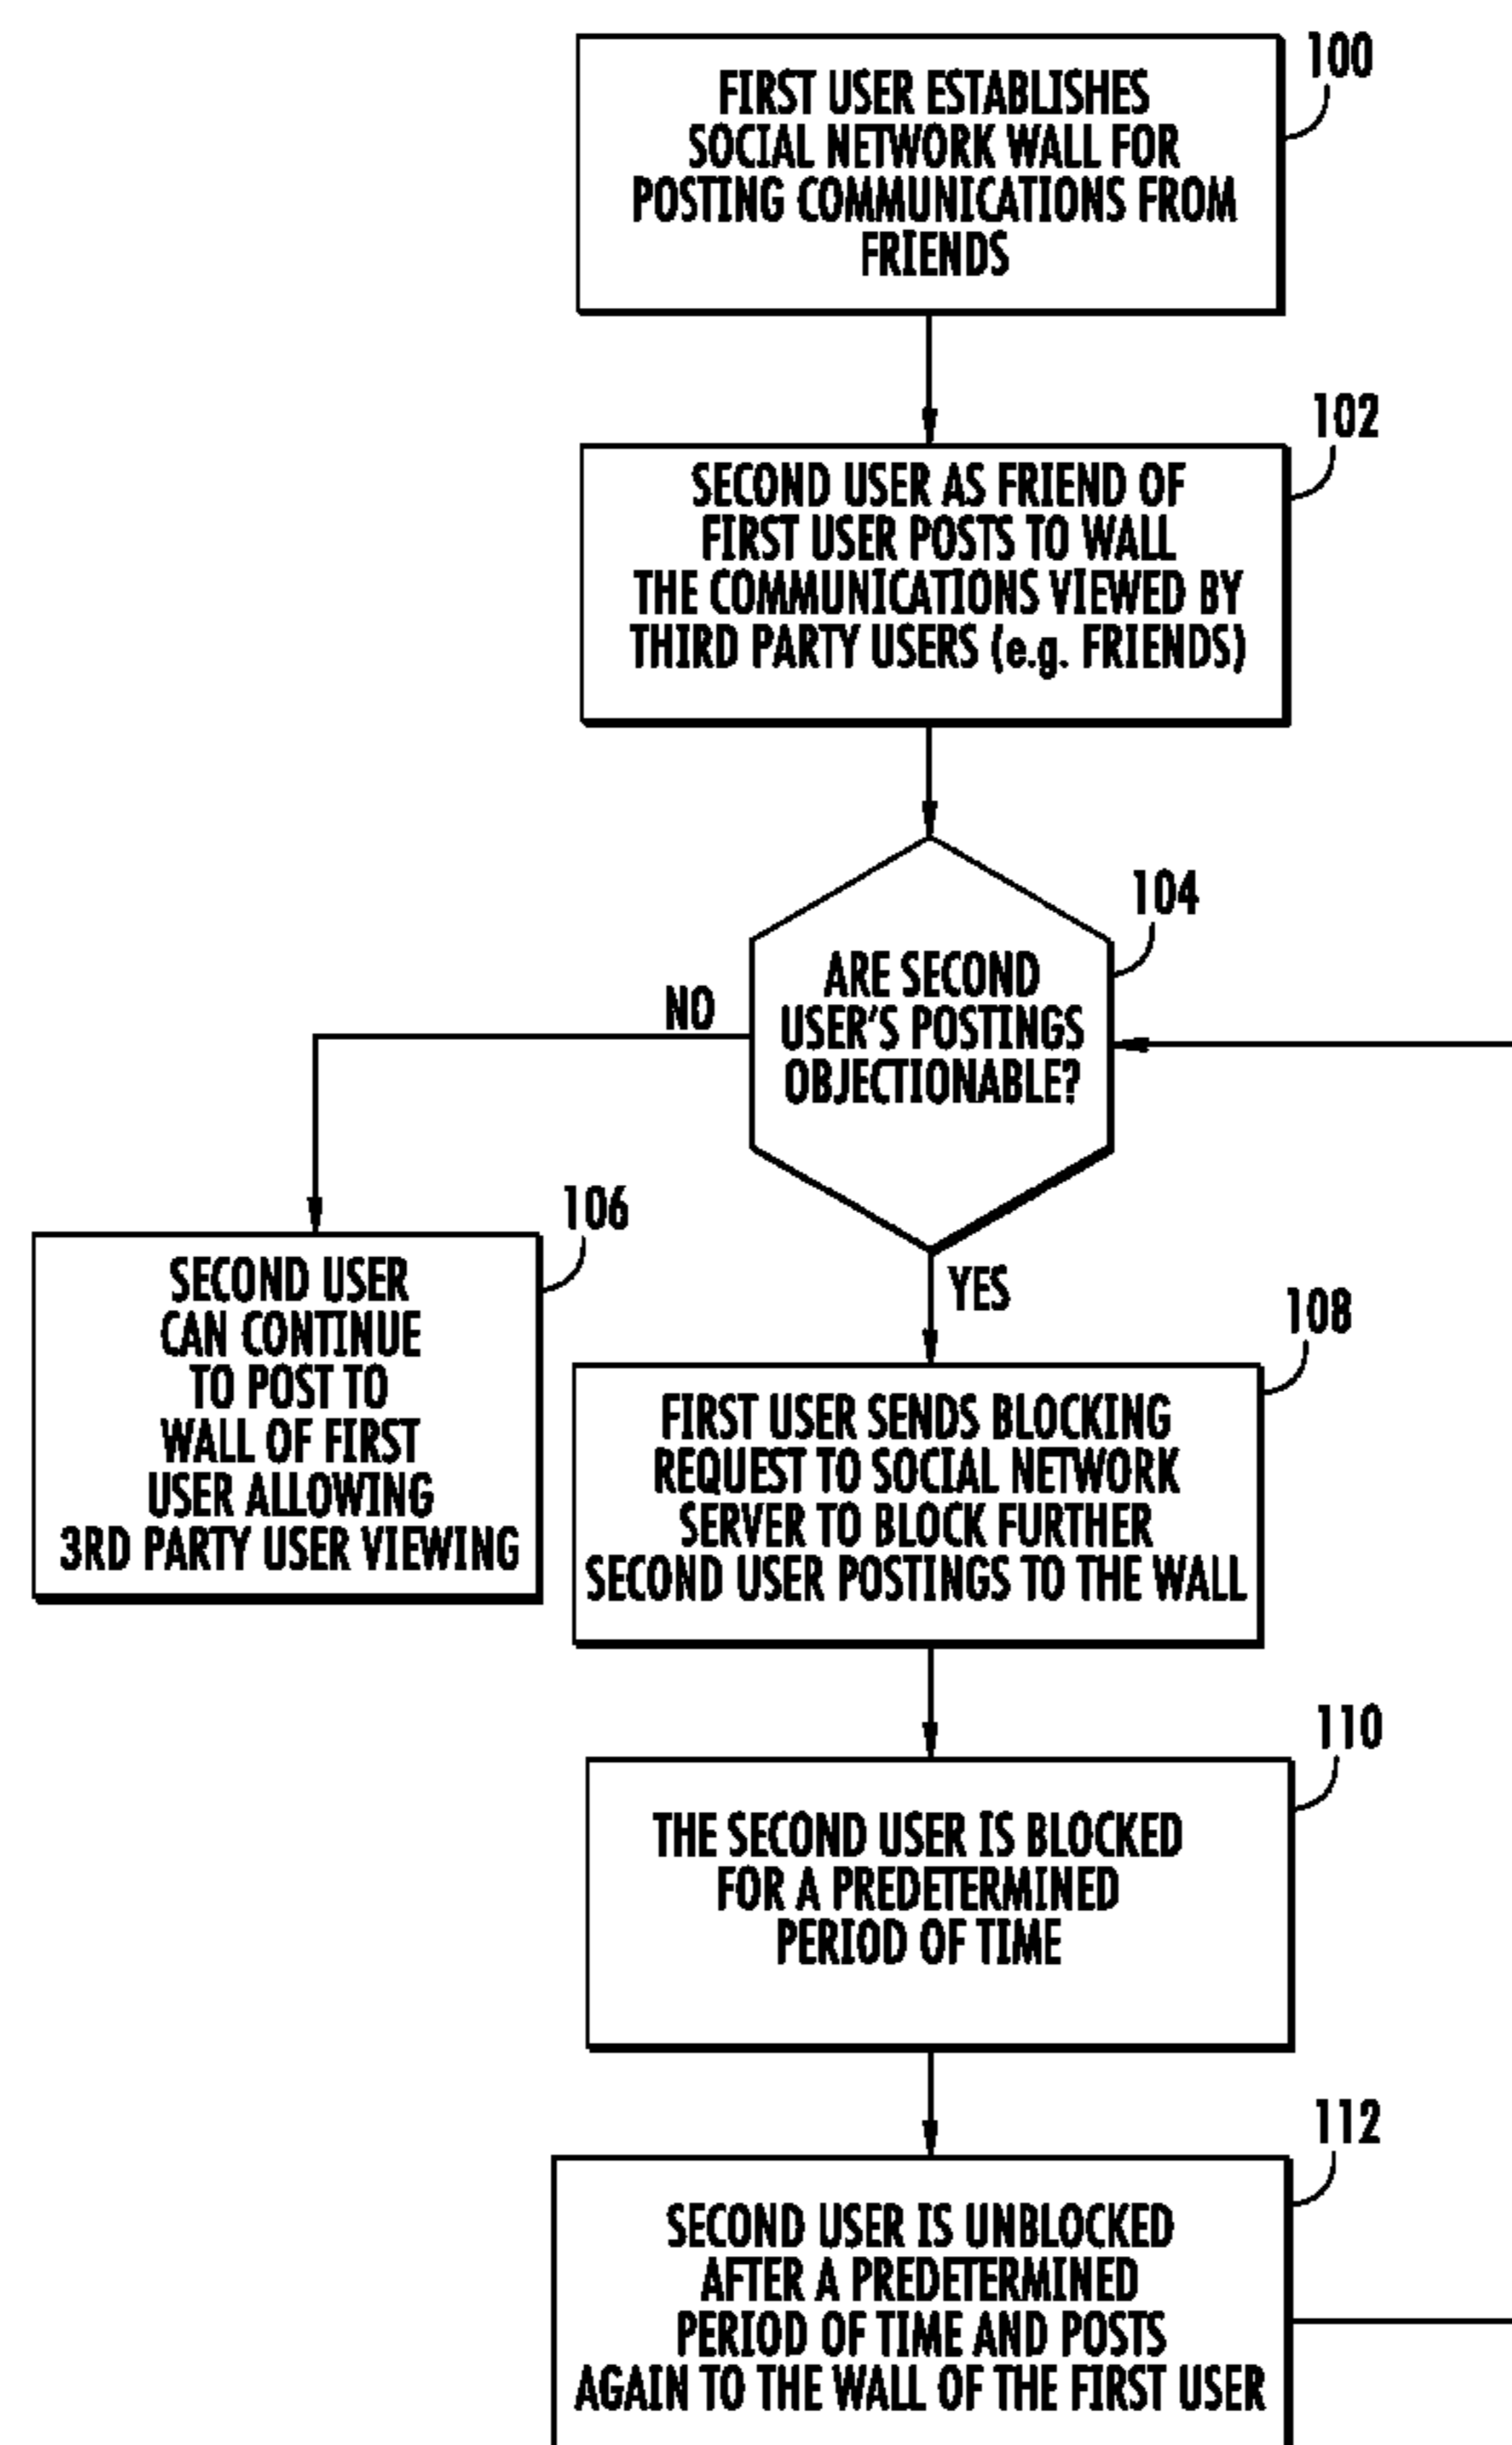 100
FIRST USER ESTABLISHES
SOCIAL NETWORK WALL FOR
POSTING COMMUNICATIONS FROM
FRIENDS
102
SECOND USER AS FRIEND OF
FIRST USER POSTS TO WALL
THE COMMUNICATIONS VIEWED BY
THIRD PARTY USERS (e.g. FRIENDS)
104
ARE SECOND
USER'S POSTINGS
OBJECTIONABLE?
NO
YES
106
SECOND USER
CAN CONTINUE
TO POST TO
WALL OF FIRST
USER ALLOWING
3RD PARTY USER VIEWING
108
FIRST USER SENDS BLOCKING
REQUEST TO SOCIAL NETWORK
SERVER TO BLOCK FURTHER
SECOND USER POSTINGS TO THE WALL
110
THE SECOND USER IS BLOCKED
FOR A PREDETERMINED
PERIOD OF TIME
112
SECOND USER IS UNBLOCKED
AFTER A PREDETERMINED
PERIOD OF TIME AND POSTS
AGAIN TO THE WALL OF THE FIRST USER